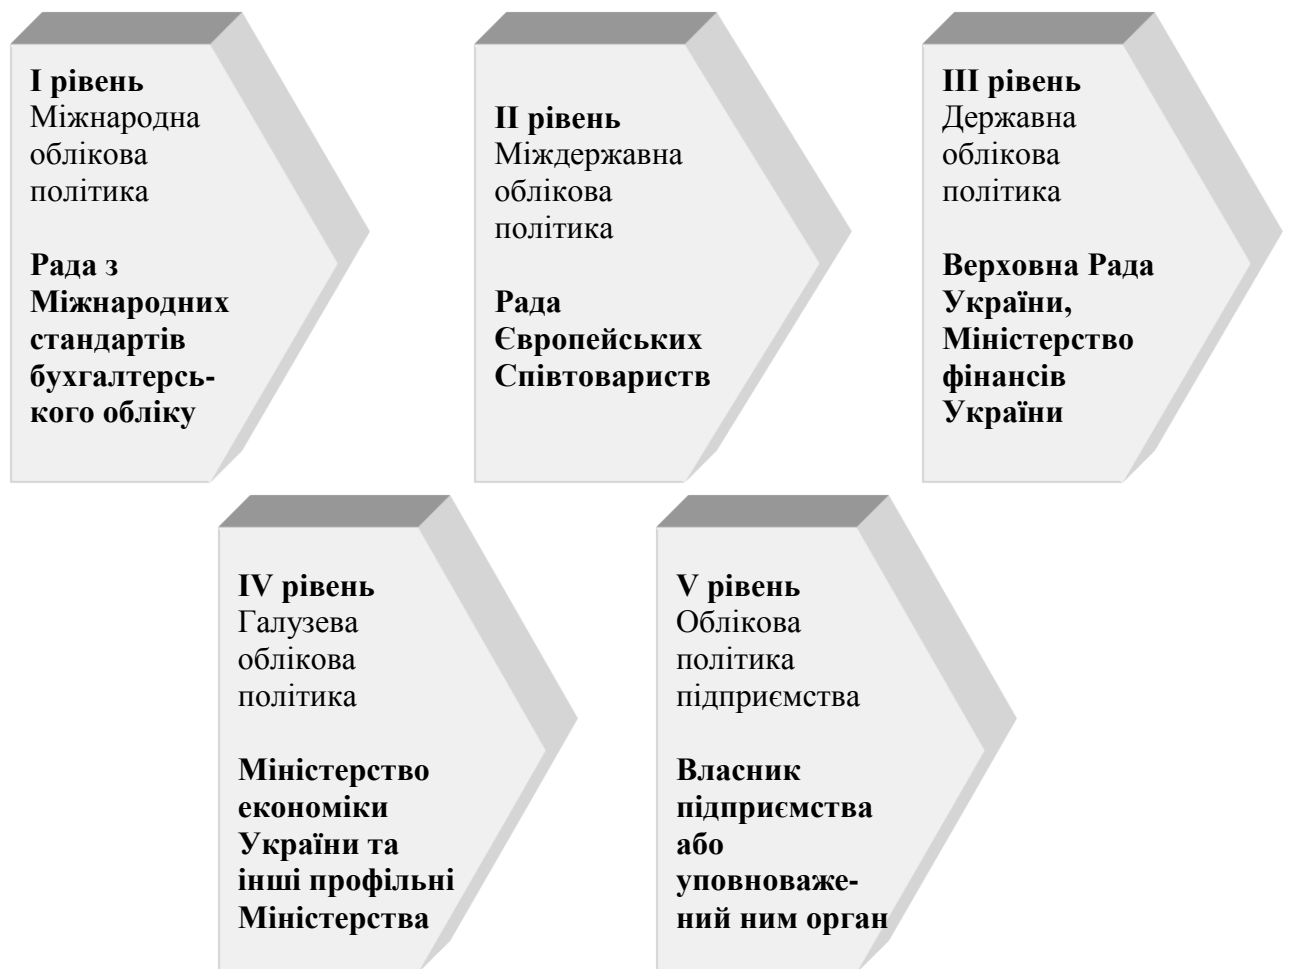 І рівень
Міжнародна
облікова
політика
Рада з
Міжнародних
стандартів
бухгалтерсь-
кого обліку
ІІ рівень
Міждержавна
облікова
політика
Рада
Європейських
Співтовариств
ІІІ рівень
Державна
облікова
політика
Верховна Рада
України,
Міністерство
фінансів
України
IV рівень
Галузева
облікова
політика
Міністерство
економіки
України та
інші профільні
Міністерства
V рівень
Облікова
політика
підприємства
Власник
підприємства
або
уповноваже-
ний ним орган